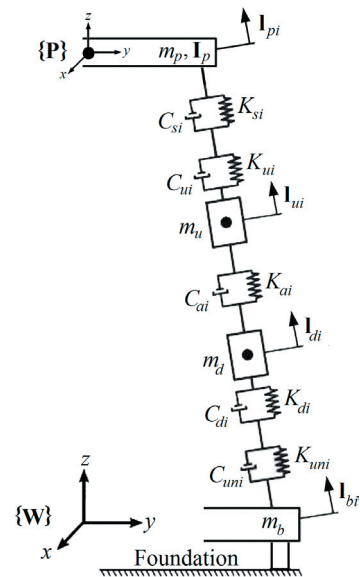 z
{P}
y
x
m_p, I_p
l_pi
C_si
K_si
C_ui
K_ui
l_ui
m_u
C_ai
K_ai
l_di
m_d
C_di
K_di
C_uni
K_uni
l_bi
m_b
z
{W}
y
x
Foundation